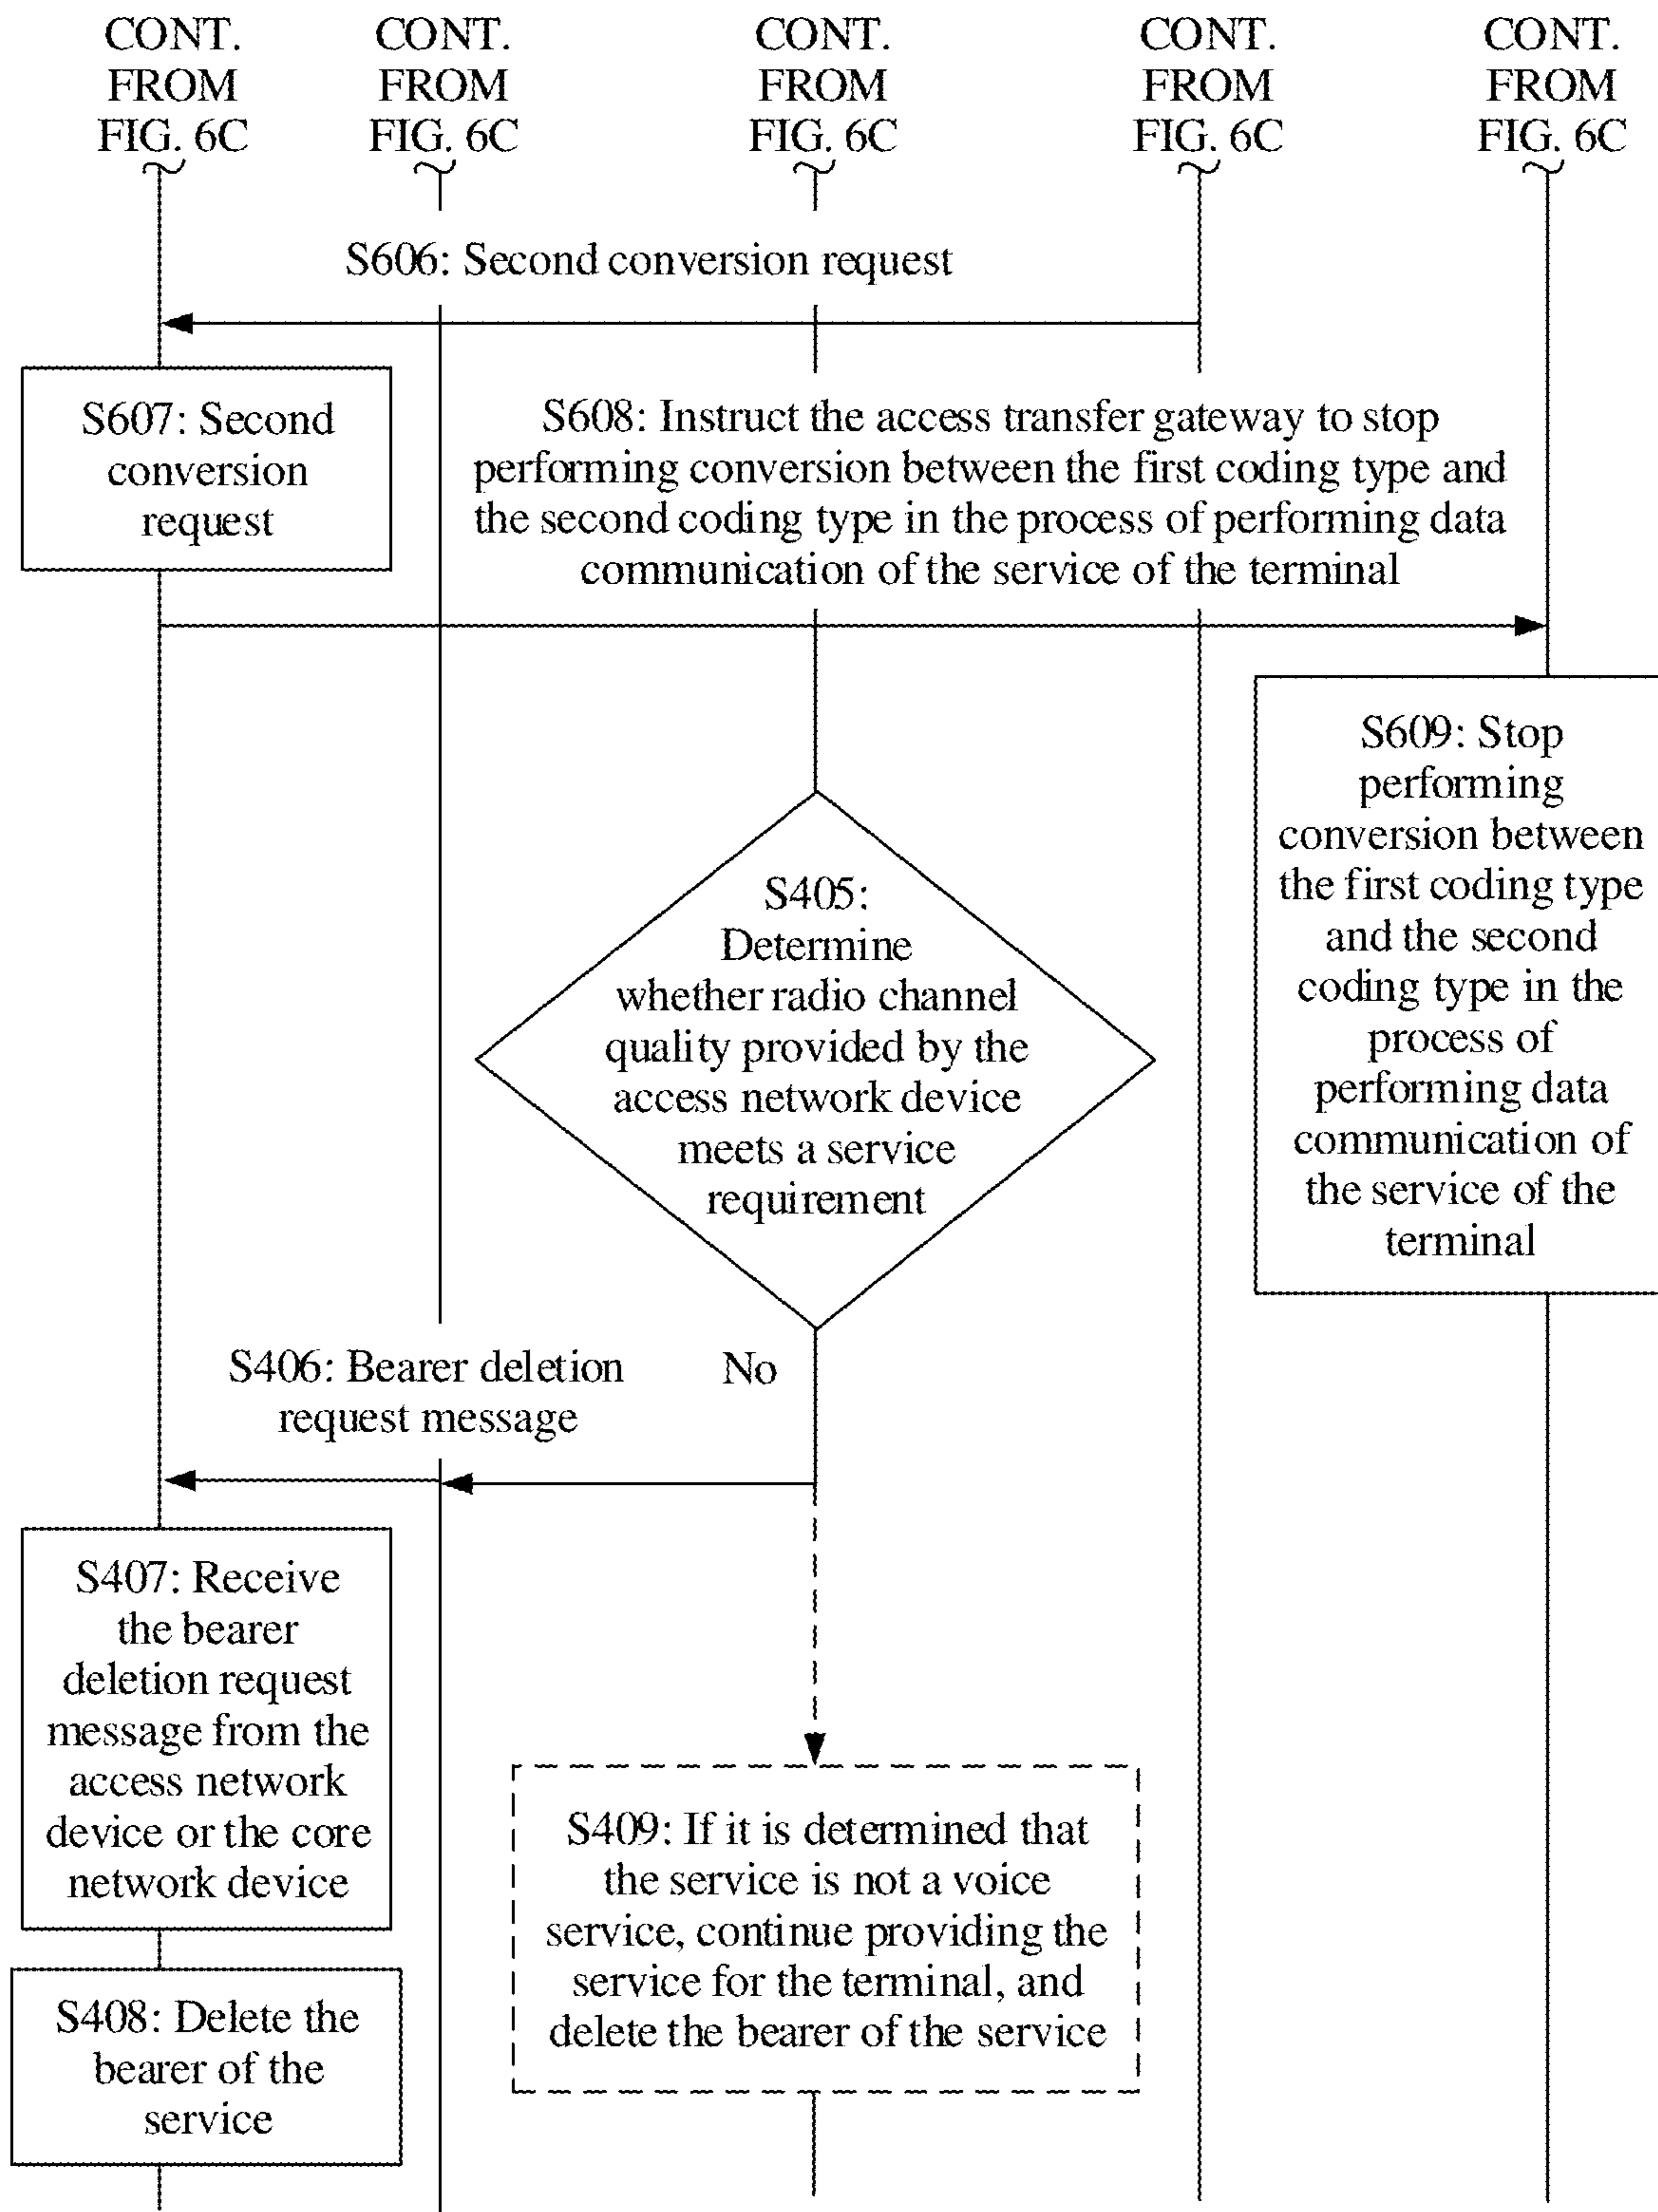 CONT.
FROM
FIG. 6C
CONT.
FROM
FIG. 6C
CONT.
FROM
FIG. 6C
CONT.
FROM
FIG. 6C
CONT.
FROM
FIG. 6C
S606: Second conversion request
S607: Second
conversion
request
S608: Instruct the access transfer gateway to stop
performing conversion between the first coding type and
the second coding type in the process of performing data
communication of the service of the terminal
S609: Stop
performing
conversion between
the first coding type
and the second
coding type in the
process of
performing data
communication of
the service of the
terminal
S405:
Determine
whether radio channel
quality provided by the
access network device
meets a service
requirement
S406: Bearer deletion
request message
No
S407: Receive
the bearer
deletion request
message from the
access network
device or the core
network device
S409: If it is determined that
the service is not a voice
service, continue providing the
service for the terminal, and
delete the bearer of the service
S408: Delete the
bearer of the
service